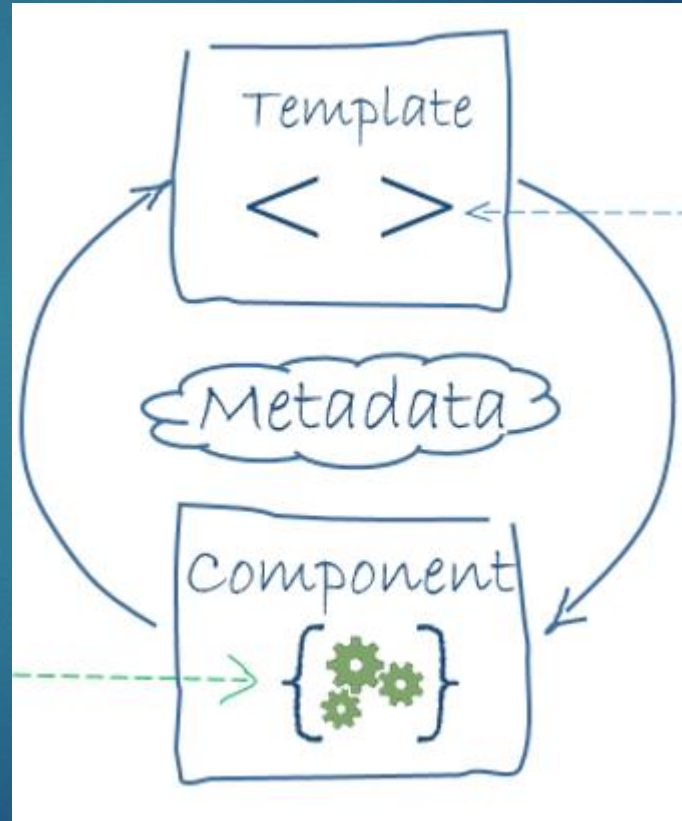 Template
< >
Metadata
Component
{ }